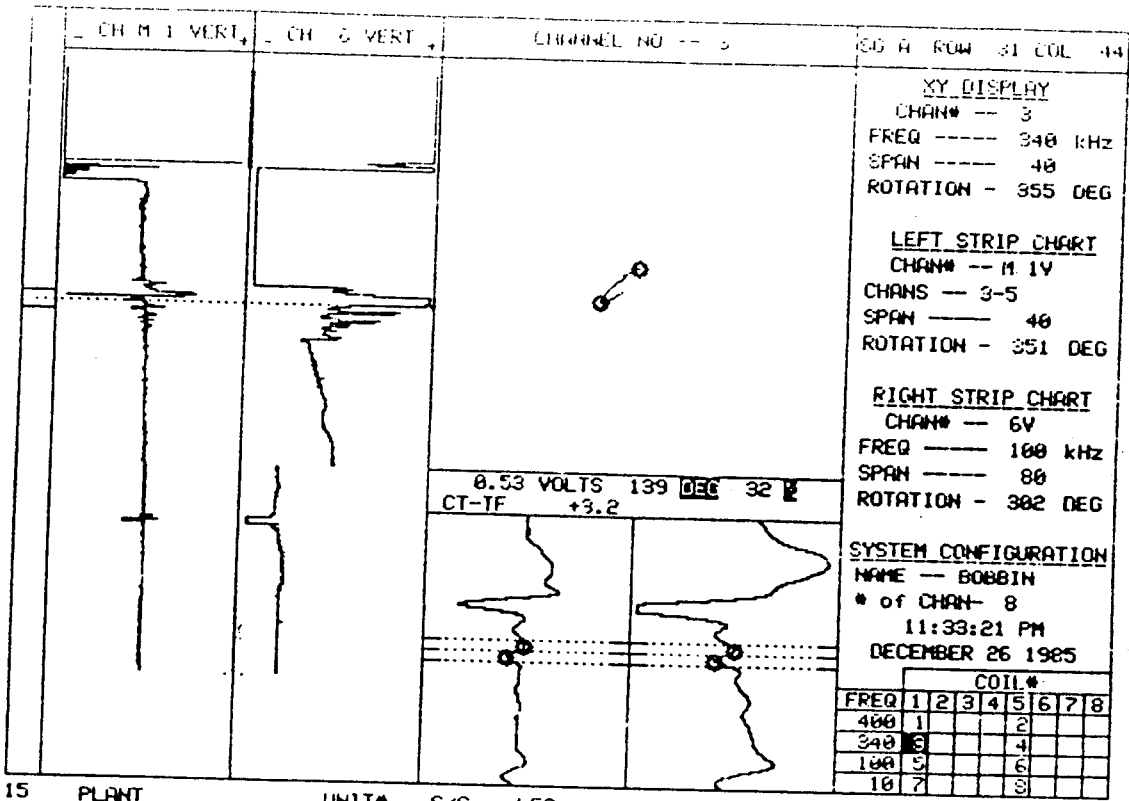 _ CH M 1 VERT +
_ CH 6 VERT +
CHANNEL NO -- 3
SG A ROW 31 COL 44
XY DISPLAY
CHAN# -- 3
FREQ ----- 340 kHz
SPAN ----- 40
ROTATION - 355 DEG
LEFT STRIP CHART
CHAN# -- M 1V
CHANS -- 3-5
SPAN ----- 40
ROTATION - 351 DEG
RIGHT STRIP CHART
CHAN# -- 6V
FREQ ----- 100 kHz
SPAN ----- 80
ROTATION - 302 DEG
0.53 VOLTS 139 DEG 32
CT-TF +3.2
SYSTEM CONFIGURATION
NAME -- BOBBIN
# of CHAN- 8
11:33:21 PM
DECEMBER 26 1985
COIL#
FREQ 1 2 3 4 5 6 7 8
400 1 2
340 3 4
100 5 6
10 7 8
15 PLANT UNIT#